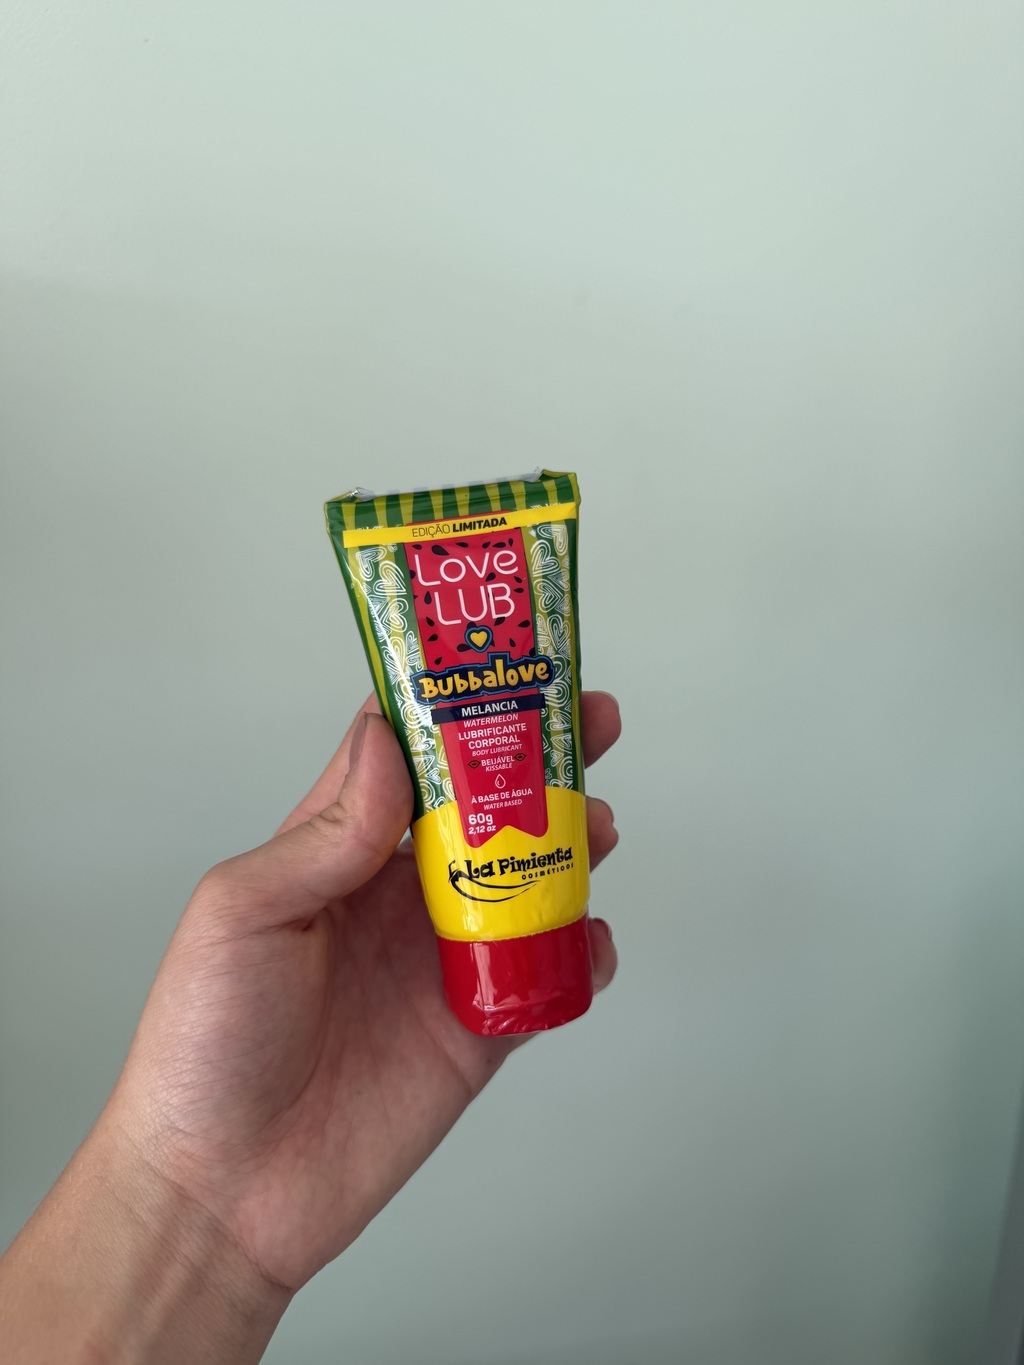 EDIÇÃO LIMITADA
Love
LUB
Bubbalove
MELANCIA
WATERMELON
LUBRIFICANTE
CORPORAL
BODY LUBRICANT
BEIJÁVEL
KISSABLE
À BASE DE ÁGUA
WATER BASED
60g
2,12 oz
La Pimienta
COSMÉTICOS